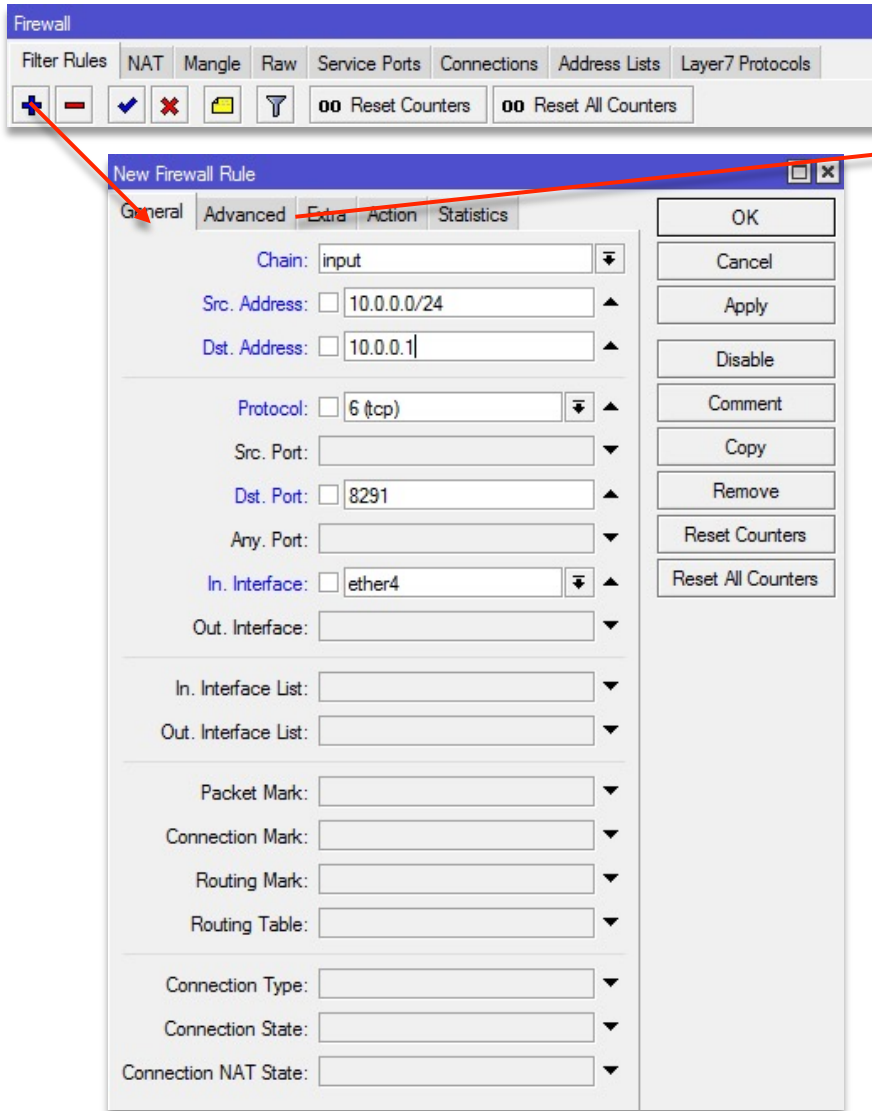 Firewall
Filter Rules NAT Mangle Raw Service Ports Connections Address Lists Layer7 Protocols
00 Reset Counters 00 Reset All Counters
New Firewall Rule
General Advanced Extra Action Statistics
Chain: input
Src. Address: 10.0.0.0/24
Dst. Address: 10.0.0.1
Protocol: 6 (tcp)
Src. Port:
Dst. Port: 8291
Any. Port:
In. Interface: ether4
Out. Interface:
In. Interface List:
Out. Interface List:
Packet Mark:
Connection Mark:
Routing Mark:
Routing Table:
Connection Type:
Connection State:
Connection NAT State:
OK
Cancel
Apply
Disable
Comment
Copy
Remove
Reset Counters
Reset All Counters